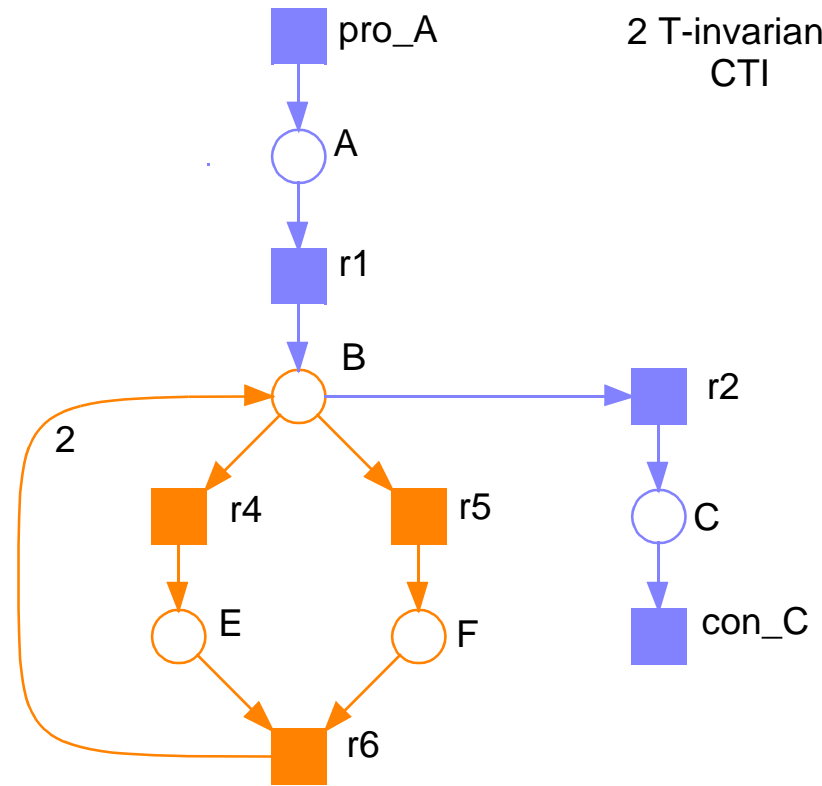 pro_A
2 T-invarian
CTI
A
r1
B
r2
2
r4
r5
C
E
F
con_C
r6